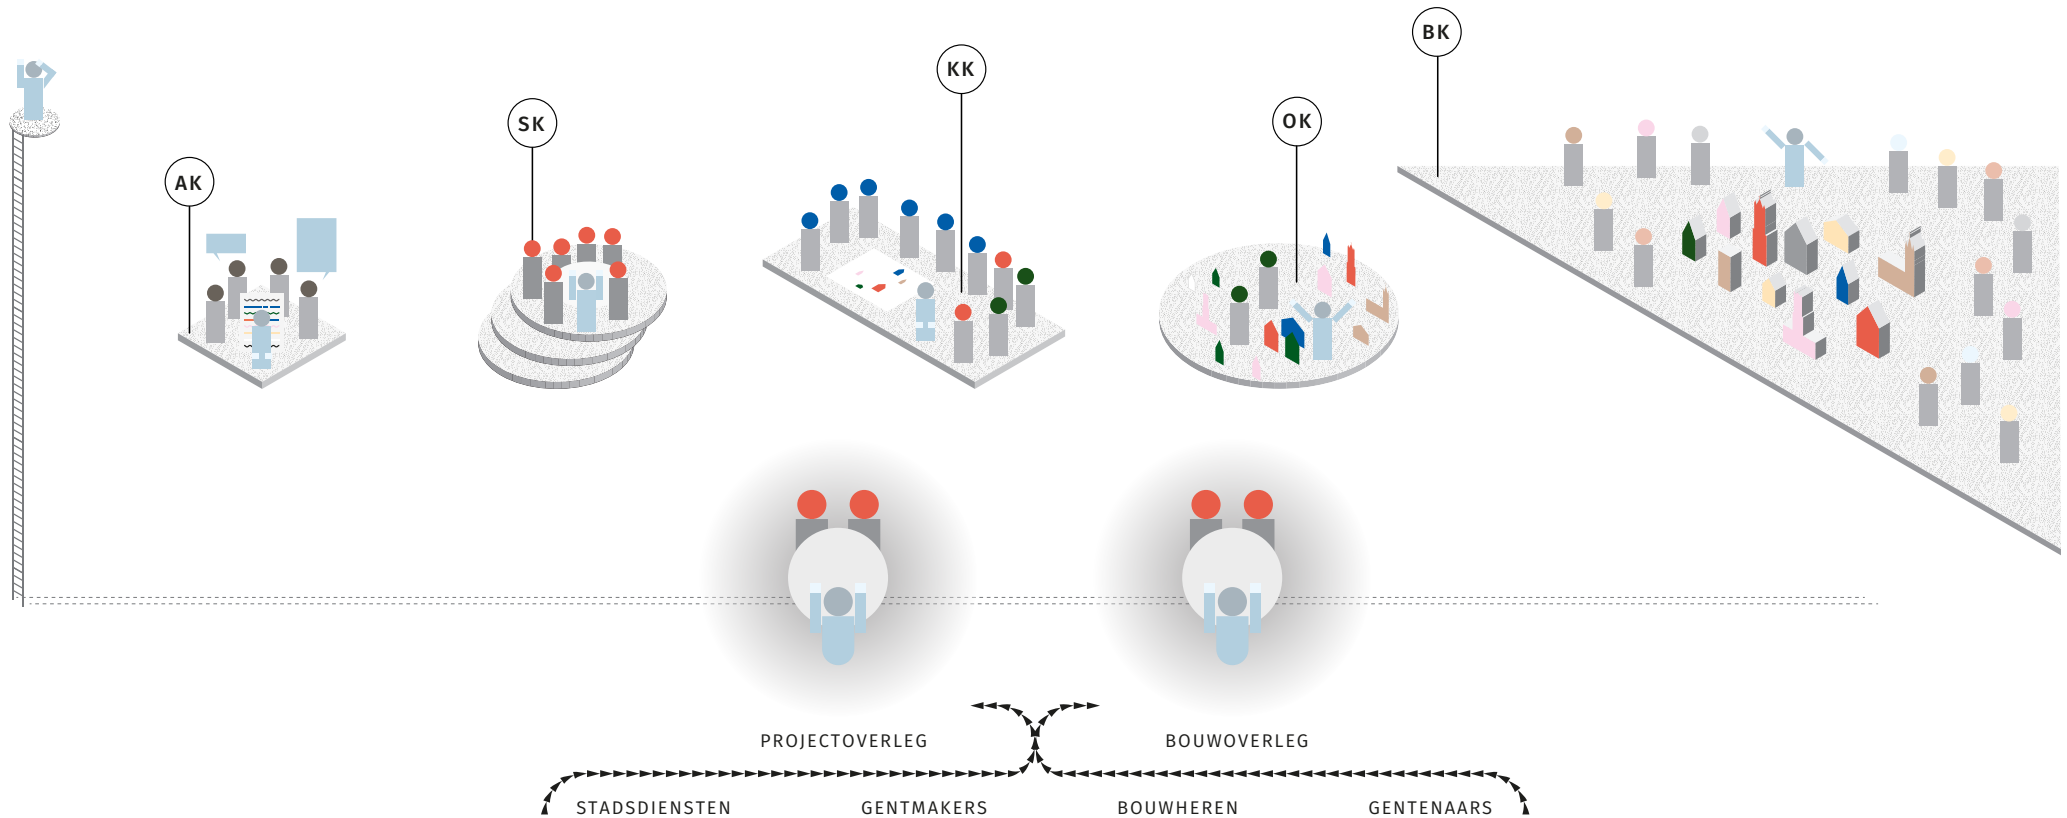 AK
SK
KK
OK
BK
PROJECTOVERLEG
BOUWOVERLEG
STADSDIENSTEN
GENTMAKERS
BOUWHEREN
GENTENAARS